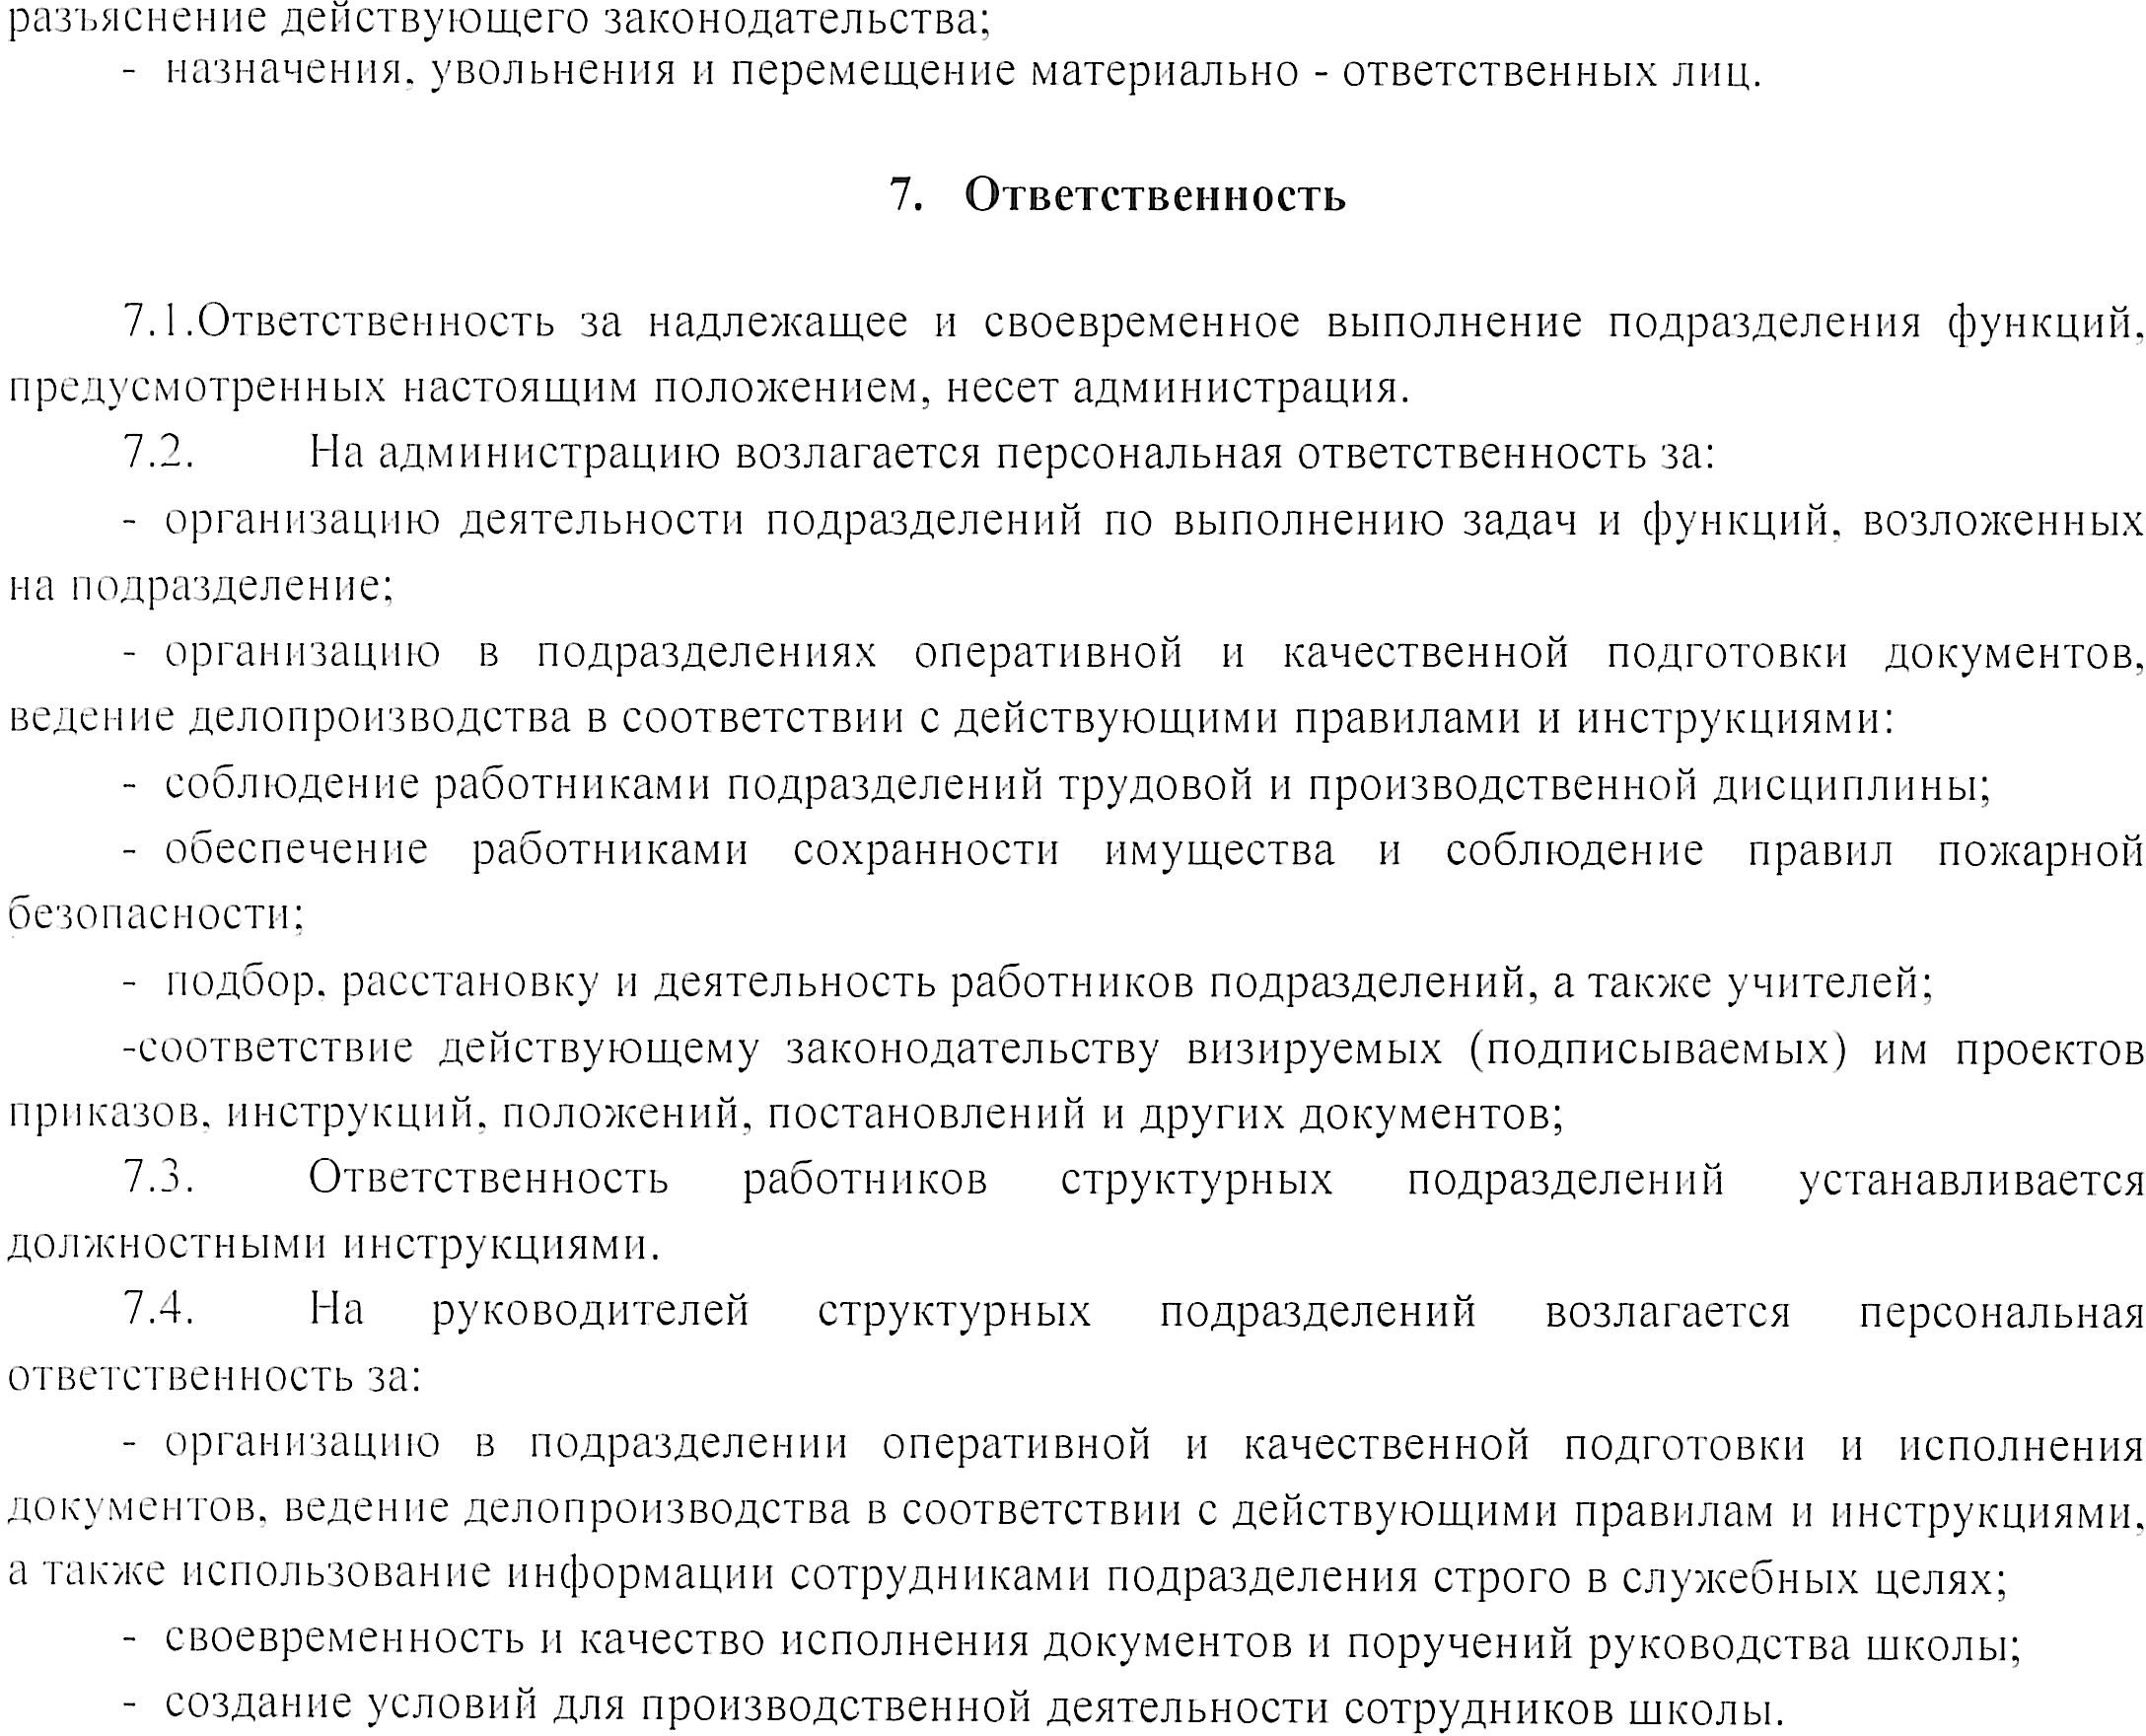 разъяснение действующего законодательства;
- назначения, увольнения и перемещение материально - ответственных лиц.
7. Ответственность
7.1.Ответственность за надлежащее и своевременное выполнение подразделения функций,
предусмотренных настоящим положением, несет администрация.
7.2. На администрацию возлагается персональная ответственность за:
- организацию деятельности подразделений по выполнению задач и функций, возложенных
на подразделение;
- организацию в подразделениях оперативной и качественной подготовки документов,
ведение делопроизводства в соответствии с действующими правилами и инструкциями:
- соблюдение работниками подразделений трудовой и производственной дисциплины;
- обеспечение работниками сохранности имущества и соблюдение правил пожарной
безопасности;
- подбор, расстановку и деятельность работников подразделений, а также учителей;
-соответствие действующему законодательству визируемых (подписываемых) им проектов
приказов, инструкций, положений, постановлений и других документов;
7.3. Ответственность работников структурных подразделений устанавливается
должностными инструкциями.
7.4. На руководителей структурных подразделений возлагается персональная
ответственность за:
- организацию в подразделении оперативной и качественной подготовки и исполнения
документов, ведение делопроизводства в соответствии с действующими правилам и инструкциями,
а также использование информации сотрудниками подразделения строго в служебных целях;
- своевременность и качество исполнения документов и поручений руководства школы;
- создание условий для производственной деятельности сотрудников школы.